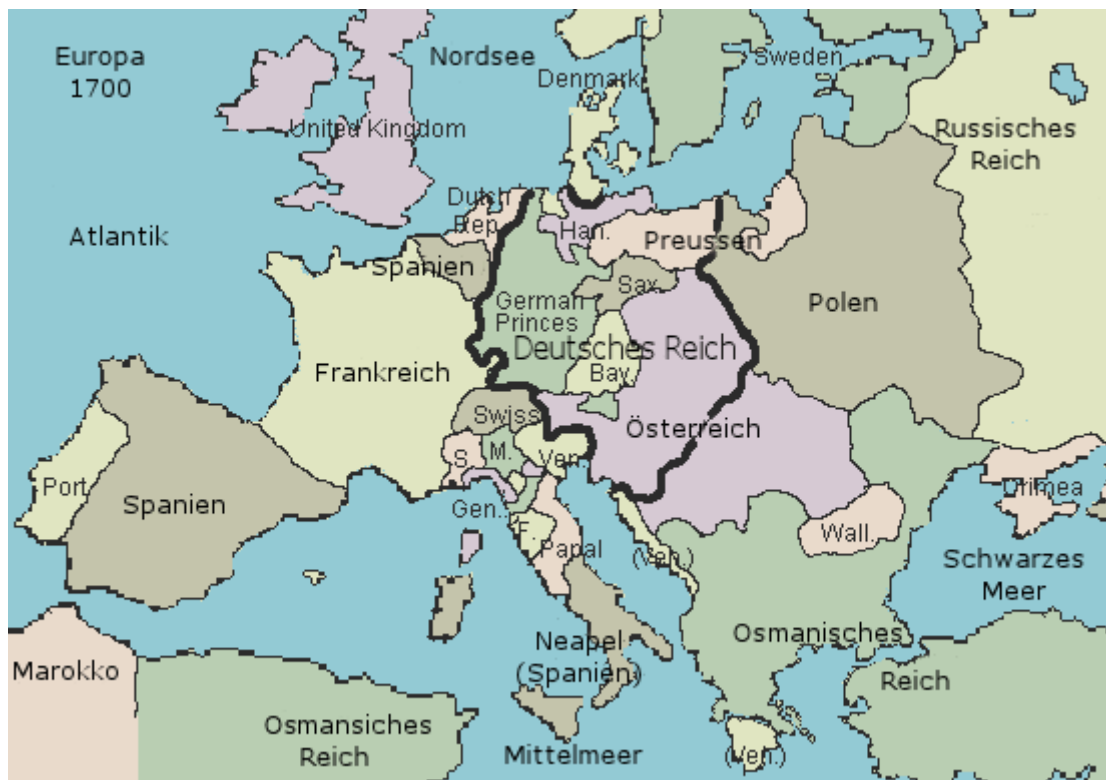 Europa
1700
Nordsee
Sweden
Denmark
United Kingdom
Russisches
Reich
Atlantik
Dutch
Rep.
Han.
Preussen
Spanien
Sax.
German
Princes
Polen
Deutsches Reich
Frankreich
Bay.
Swiss
Österreich
S.
M.
Ven.
Port.
Spanien
Gen..
F.
Papal
(Ven.)
Wall.
Crimea
Schwarzes
Meer
Neapel
(Spanien)
Osmanisches
Reich
Marokko
Osmansiches
Reich
Mittelmeer
(Ven.)